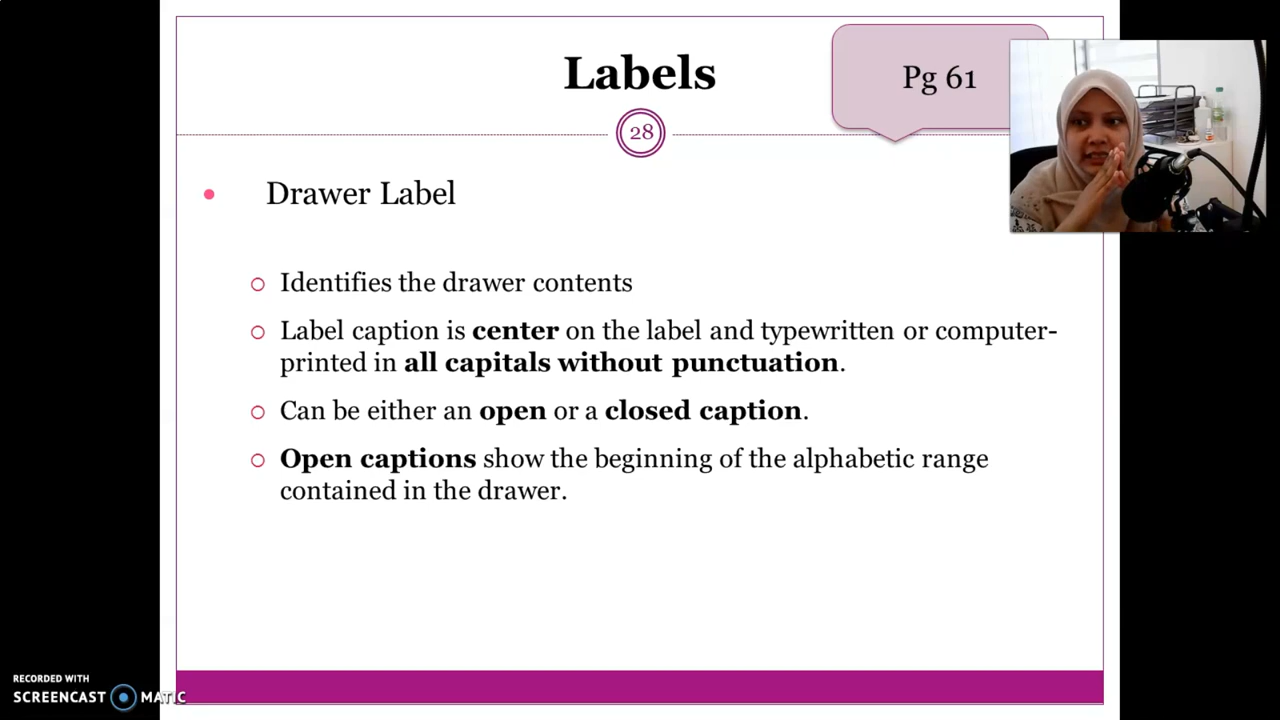 Labels
Pg 61
28
Drawer Label
Identifies the drawer contents
Label caption is center on the label and typewritten or computer-
printed in all capitals without punctuation.
Can be either an open or a closed caption.
Open captions show the beginning of the alphabetic range
contained in the drawer.
RECORDED WITH
SCREENCAST MATIC